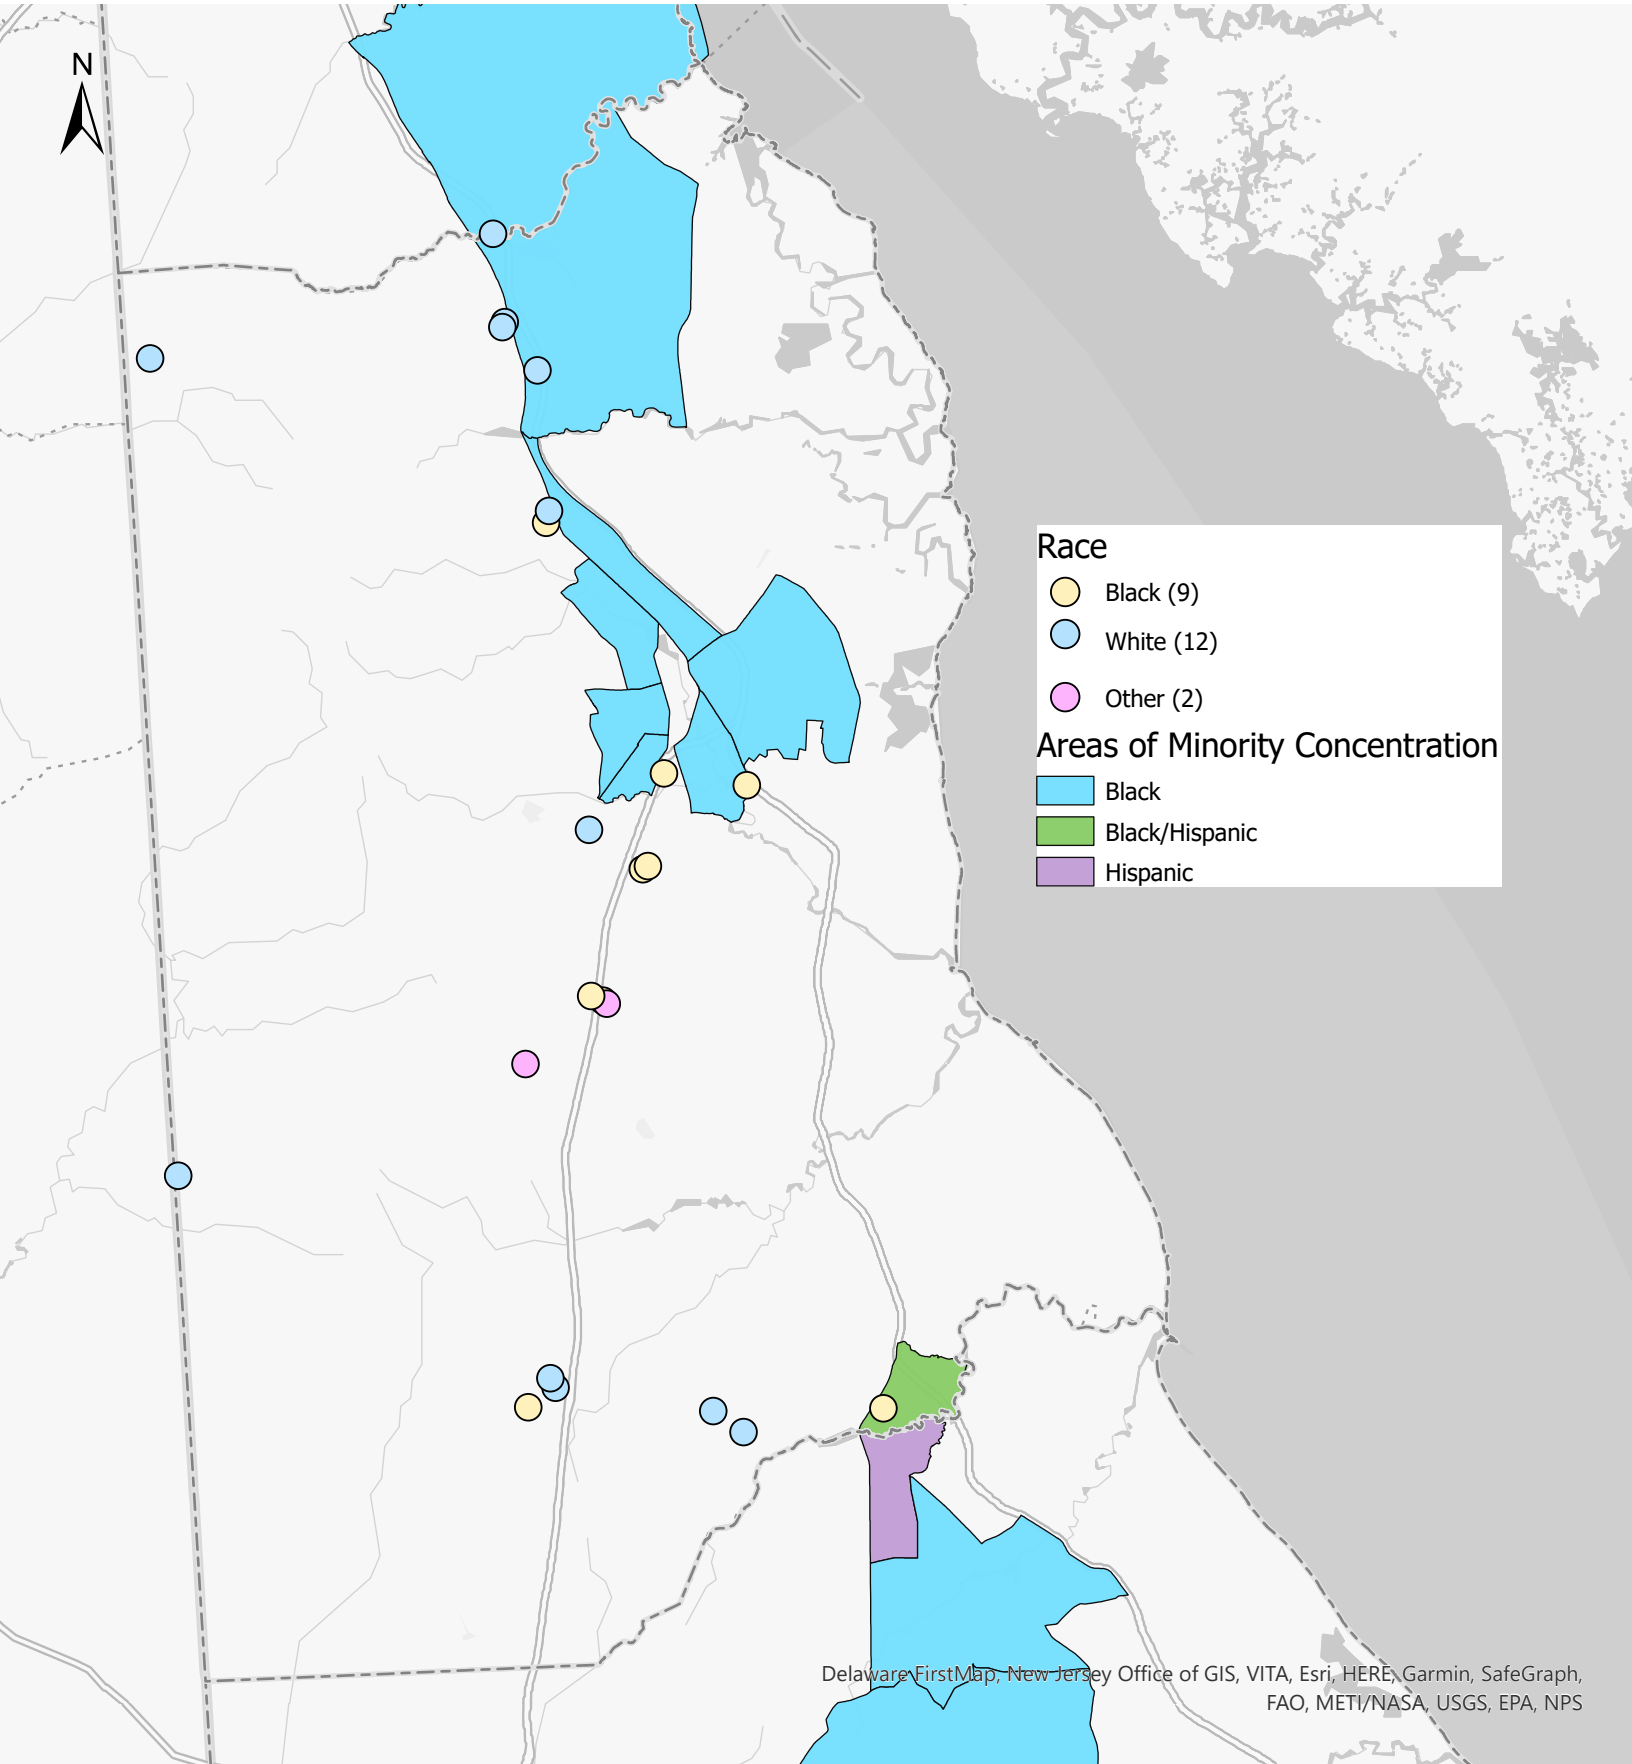 N
Race
Black (9)
White (12)
Other (2)
Areas of Minority Concentration
Black
Black/Hispanic
Hispanic
Delaware FirstMap, New Jersey Office of GIS, VITA, Esri, HERE, Garmin, SafeGraph,
FAO, METI/NASA, USGS, EPA, NPS